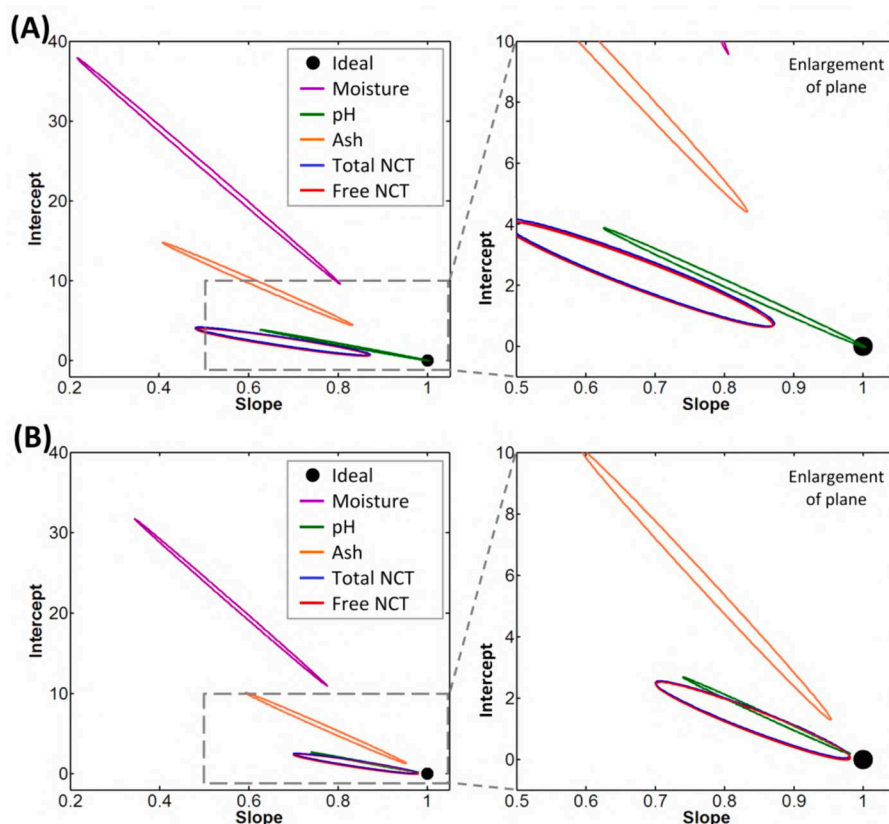 (A)
40
30
20
10
0
Intercept
0.2
0.4
0.6
0.8
1
Slope
Ideal
Moisture
pH
Ash
Total NCT
Free NCT
10
8
6
4
2
0
Intercept
0.5
0.6
0.7
0.8
0.9
1
Slope
Enlargement
of plane
(B)
40
30
20
10
0
Intercept
0.2
0.4
0.6
0.8
1
Slope
Ideal
Moisture
pH
Ash
Total NCT
Free NCT
10
8
6
4
2
0
Intercept
0.5
0.6
0.7
0.8
0.9
1
Slope
Enlargement
of plane